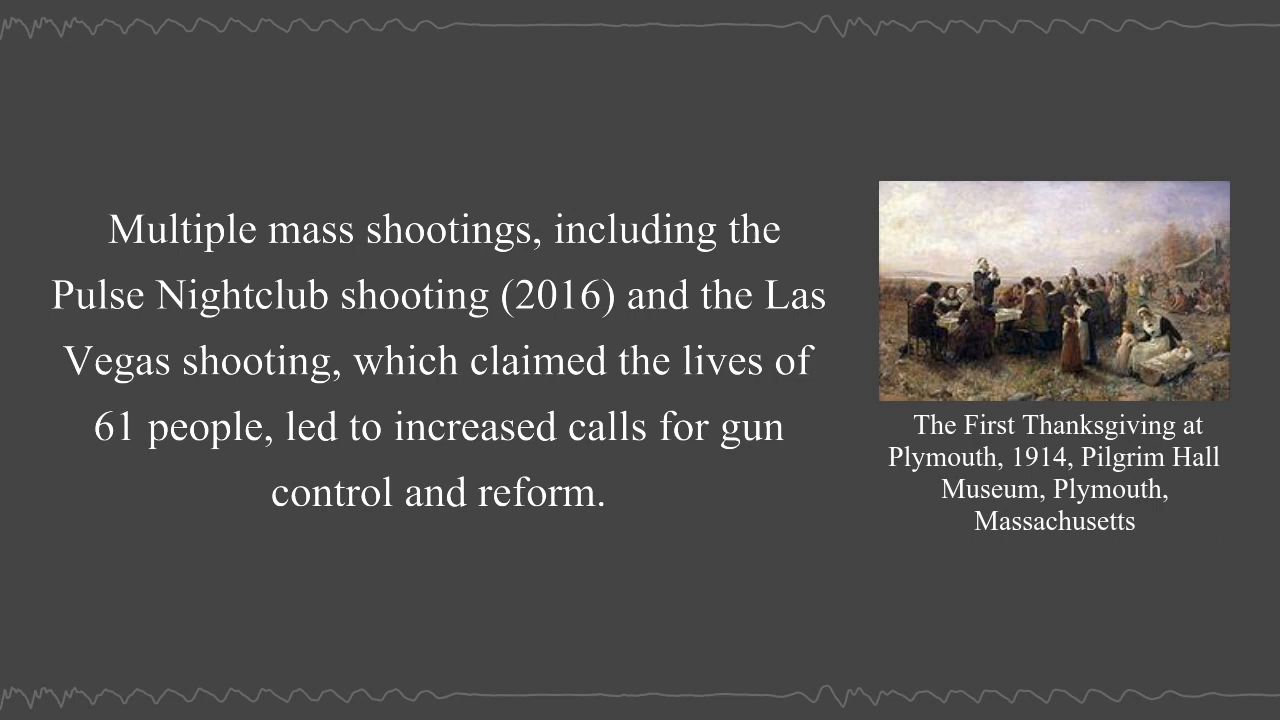 Multiple mass shootings, including the
Pulse Nightclub shooting (2016) and the Las
Vegas shooting, which claimed the lives of
61 people, led to increased calls for gun
control and reform.
The First Thanksgiving at
Plymouth, 1914, Pilgrim Hall
Museum, Plymouth,
Massachusetts